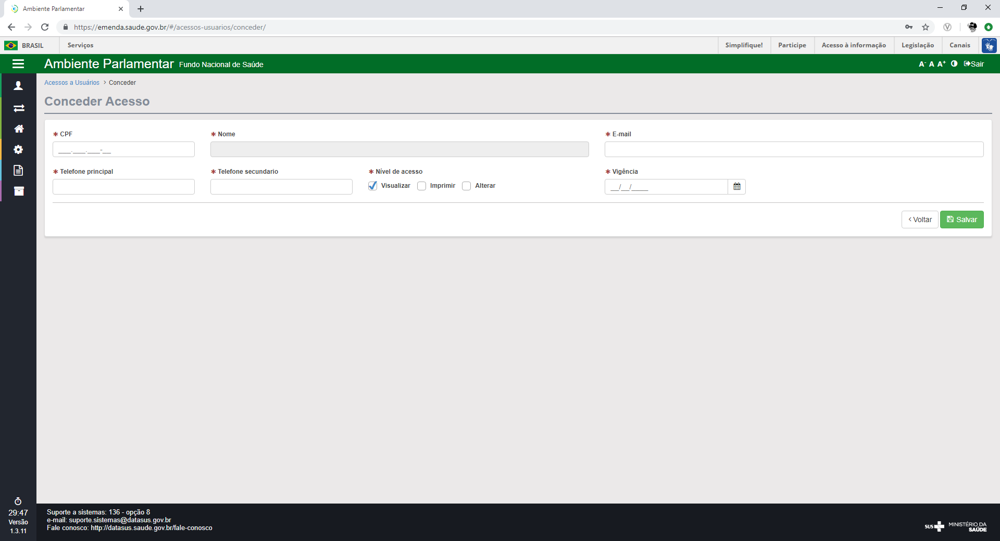 Ambiente Parlamentar
https://emenda.saude.gov.br/#/acessos-usuarios/conceder/
BRASIL Serviços Simplifique! Participe Acesso à informação Legislação Canais
Ambiente Parlamentar Fundo Nacional de Saúde A- A A+ Sair
Acessos a Usuários > Conceder
Conceder Acesso
* CPF * Nome * E-mail
___.___.___-__
* Telefone principal * Telefone secundario * Nível de acesso * Vigência
Visualizar Imprimir Alterar __/__/____
< Voltar Salvar
29:47
Versão
1.3.11
Suporte a sistemas: 136 - opção 8
e-mail: suporte.sistemas@datasus.gov.br
Fale conosco: http://datasus.saude.gov.br/fale-conosco
SUS MINISTÉRIO DA
SAÚDE